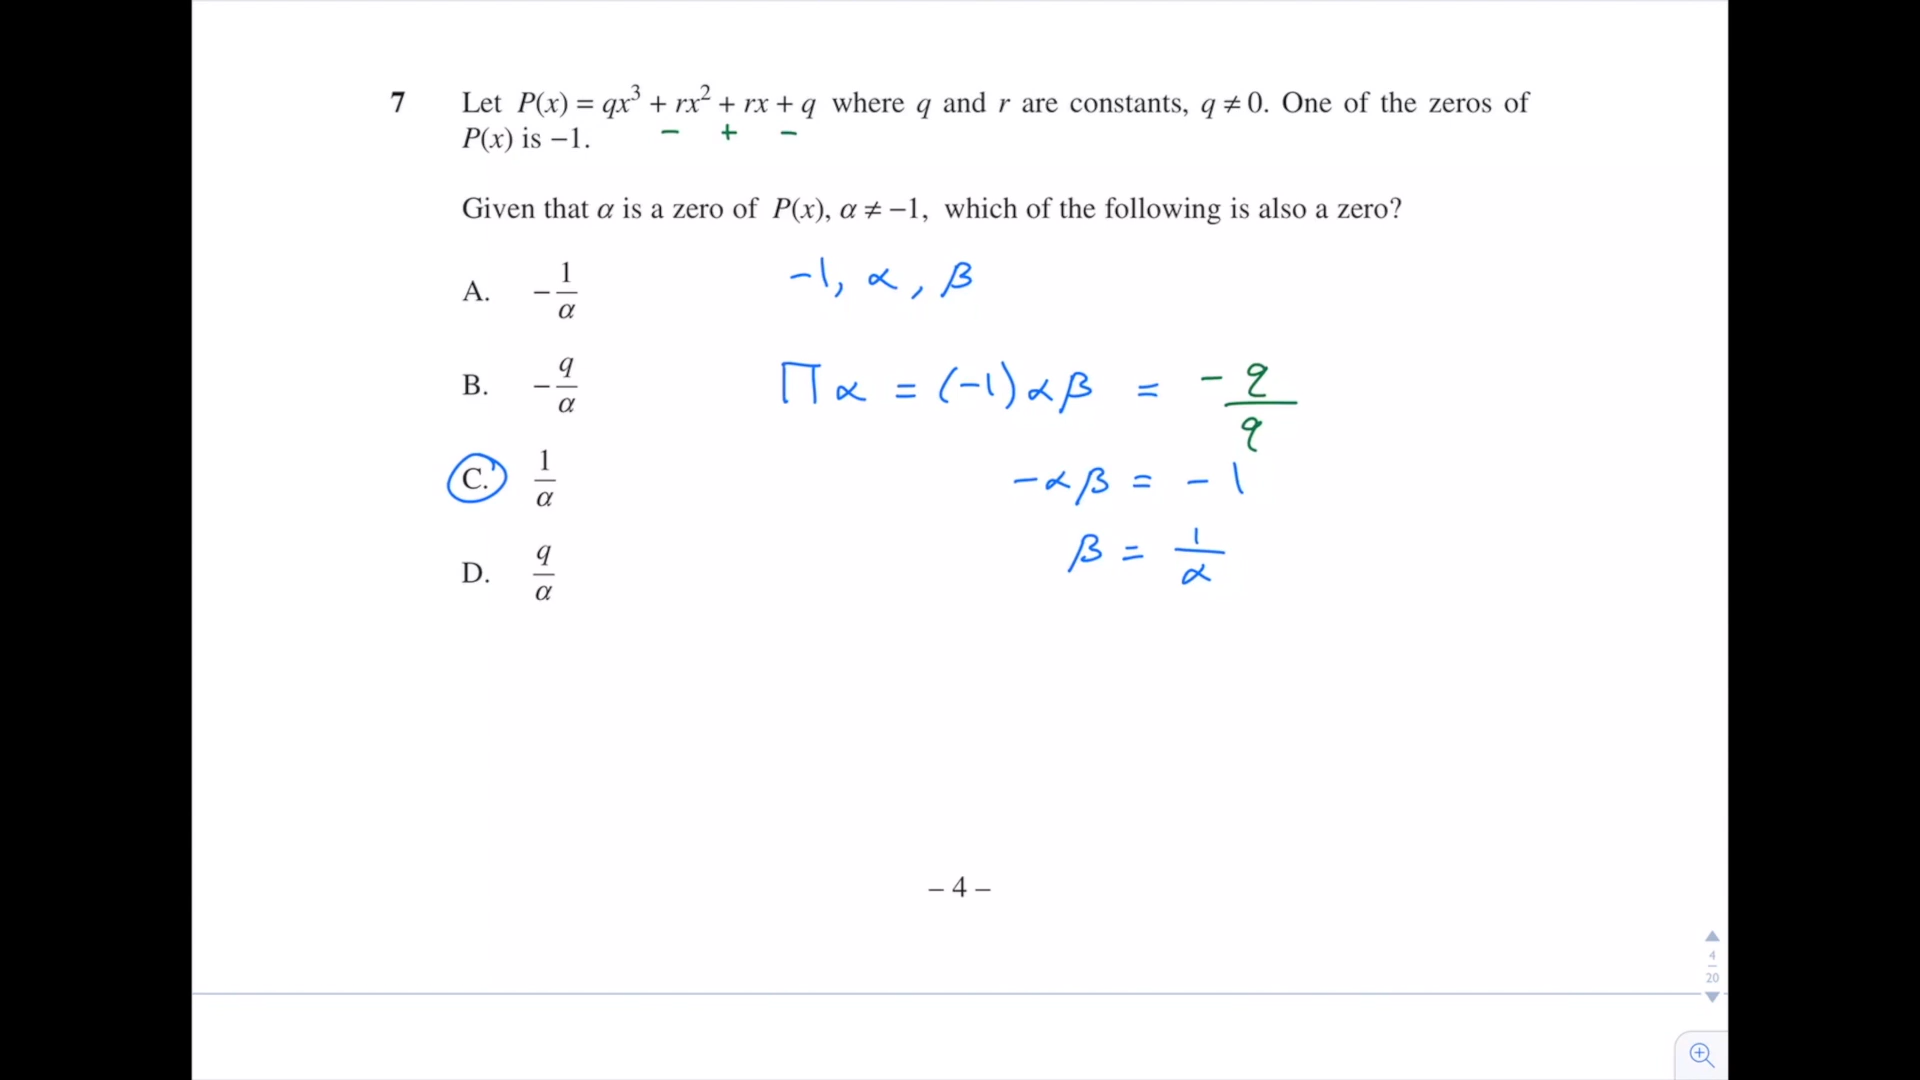 7 Let P(x) = qx³ + rx² + rx + q where q and r are constants, q ≠ 0. One of the zeros of
P(x) is −1.
− + −
Given that α is a zero of P(x), α ≠ −1, which of the following is also a zero?
A. −1/α
B. −q/α
C. 1/α
D. q/α
-1, α, β
Πα = (-1)αβ = -q/q
-αβ = -1
β = 1/α
– 4 –
4
20